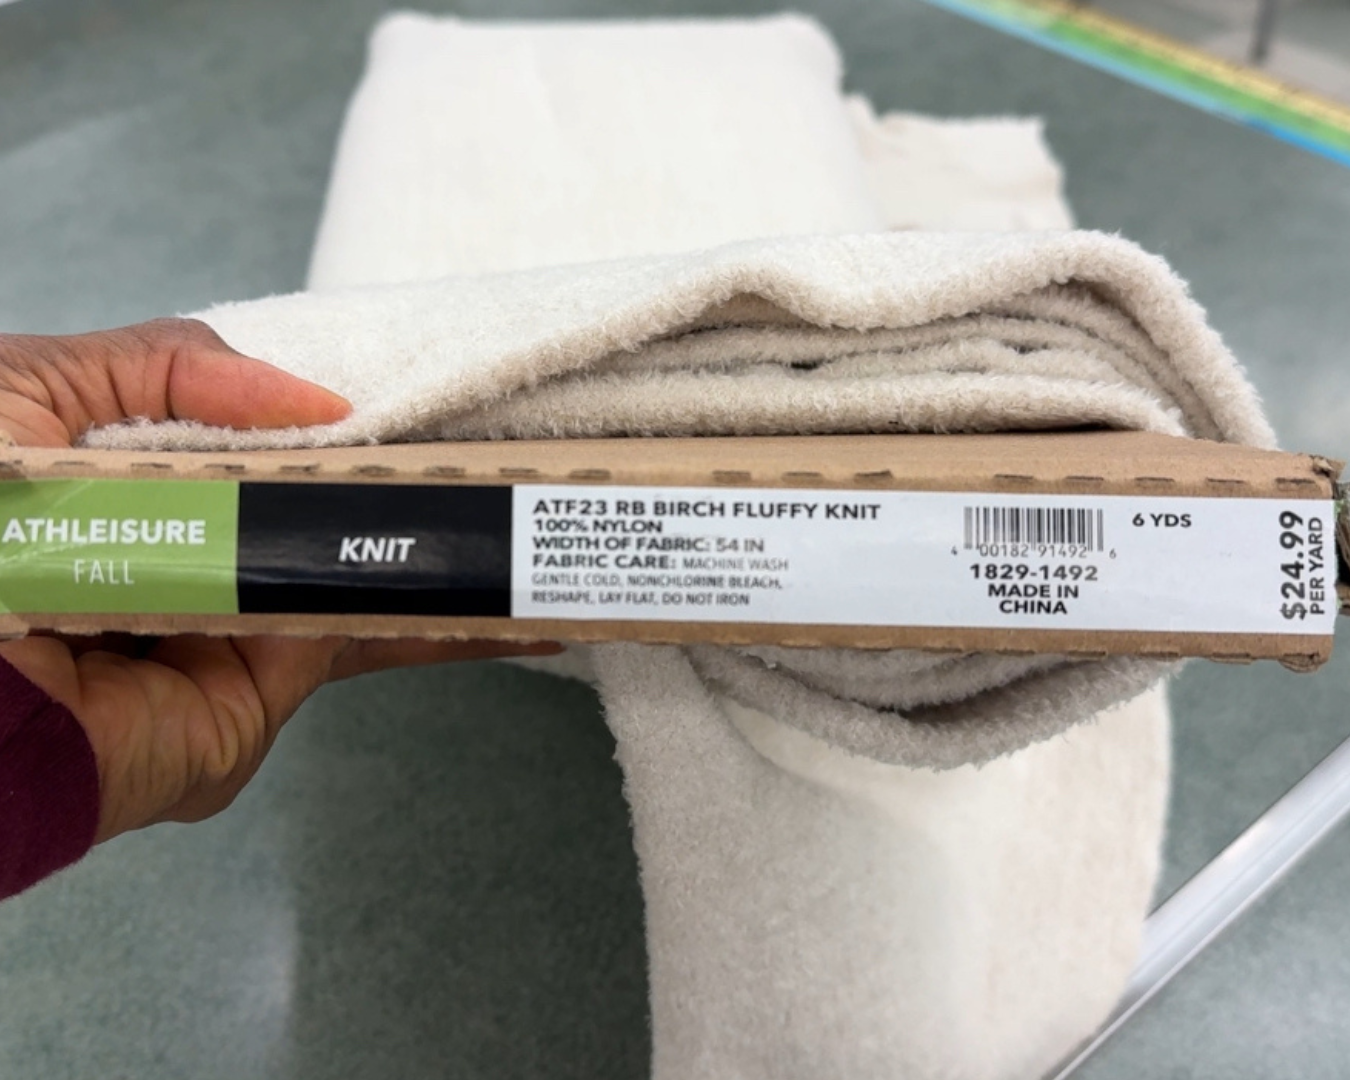 ATHLEISURE
FALL
KNIT
ATF23 RB BIRCH FLUFFY KNIT
100% NYLON
WIDTH OF FABRIC: 54 IN
FABRIC CARE: MACHINE WASH
GENTLE COLD, NONCHLORINE BLEACH,
RESHAPE, LAY FLAT, DO NOT IRON
4 00182 91492 6
1829-1492
MADE IN
CHINA
6 YDS
$24.99
PER YARD